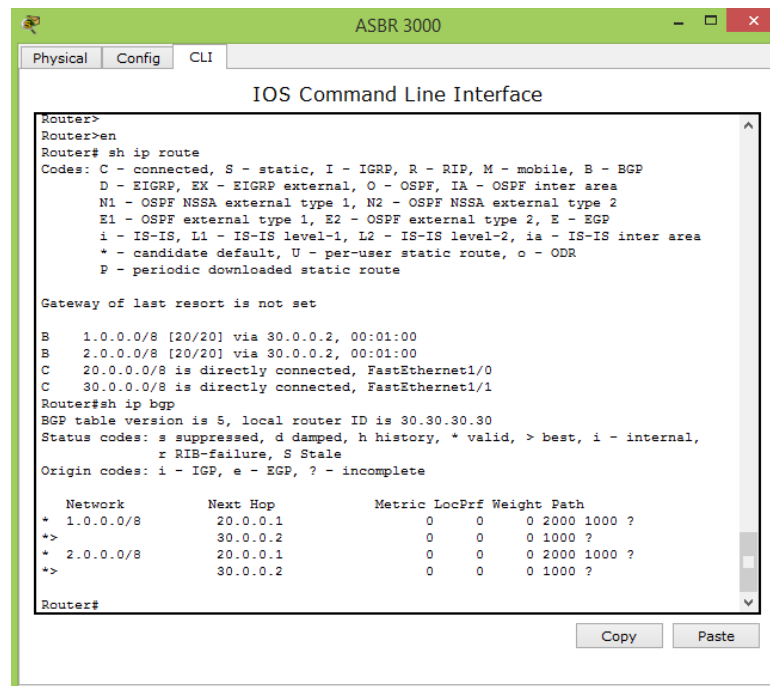 ASBR 3000
Physical Config CLI
IOS Command Line Interface
Router>
Router>en
Router# sh ip route
Codes: C - connected, S - static, I - IGRP, R - RIP, M - mobile, B - BGP
D - EIGRP, EX - EIGRP external, O - OSPF, IA - OSPF inter area
N1 - OSPF NSSA external type 1, N2 - OSPF NSSA external type 2
E1 - OSPF external type 1, E2 - OSPF external type 2, E - EGP
i - IS-IS, L1 - IS-IS level-1, L2 - IS-IS level-2, ia - IS-IS inter area
* - candidate default, U - per-user static route, o - ODR
P - periodic downloaded static route
Gateway of last resort is not set
B 1.0.0.0/8 [20/20] via 30.0.0.2, 00:01:00
B 2.0.0.0/8 [20/20] via 30.0.0.2, 00:01:00
C 20.0.0.0/8 is directly connected, FastEthernet1/0
C 30.0.0.0/8 is directly connected, FastEthernet1/1
Router#sh ip bgp
BGP table version is 5, local router ID is 30.30.30.30
Status codes: s suppressed, d damped, h history, * valid, > best, i - internal,
r RIB-failure, S Stale
Origin codes: i - IGP, e - EGP, ? - incomplete
Network Next Hop Metric LocPrf Weight Path
* 1.0.0.0/8 20.0.0.1 0 0 0 2000 1000 ?
*> 30.0.0.2 0 0 0 1000 ?
* 2.0.0.0/8 20.0.0.1 0 0 0 2000 1000 ?
*> 30.0.0.2 0 0 0 1000 ?
Router#
Copy Paste